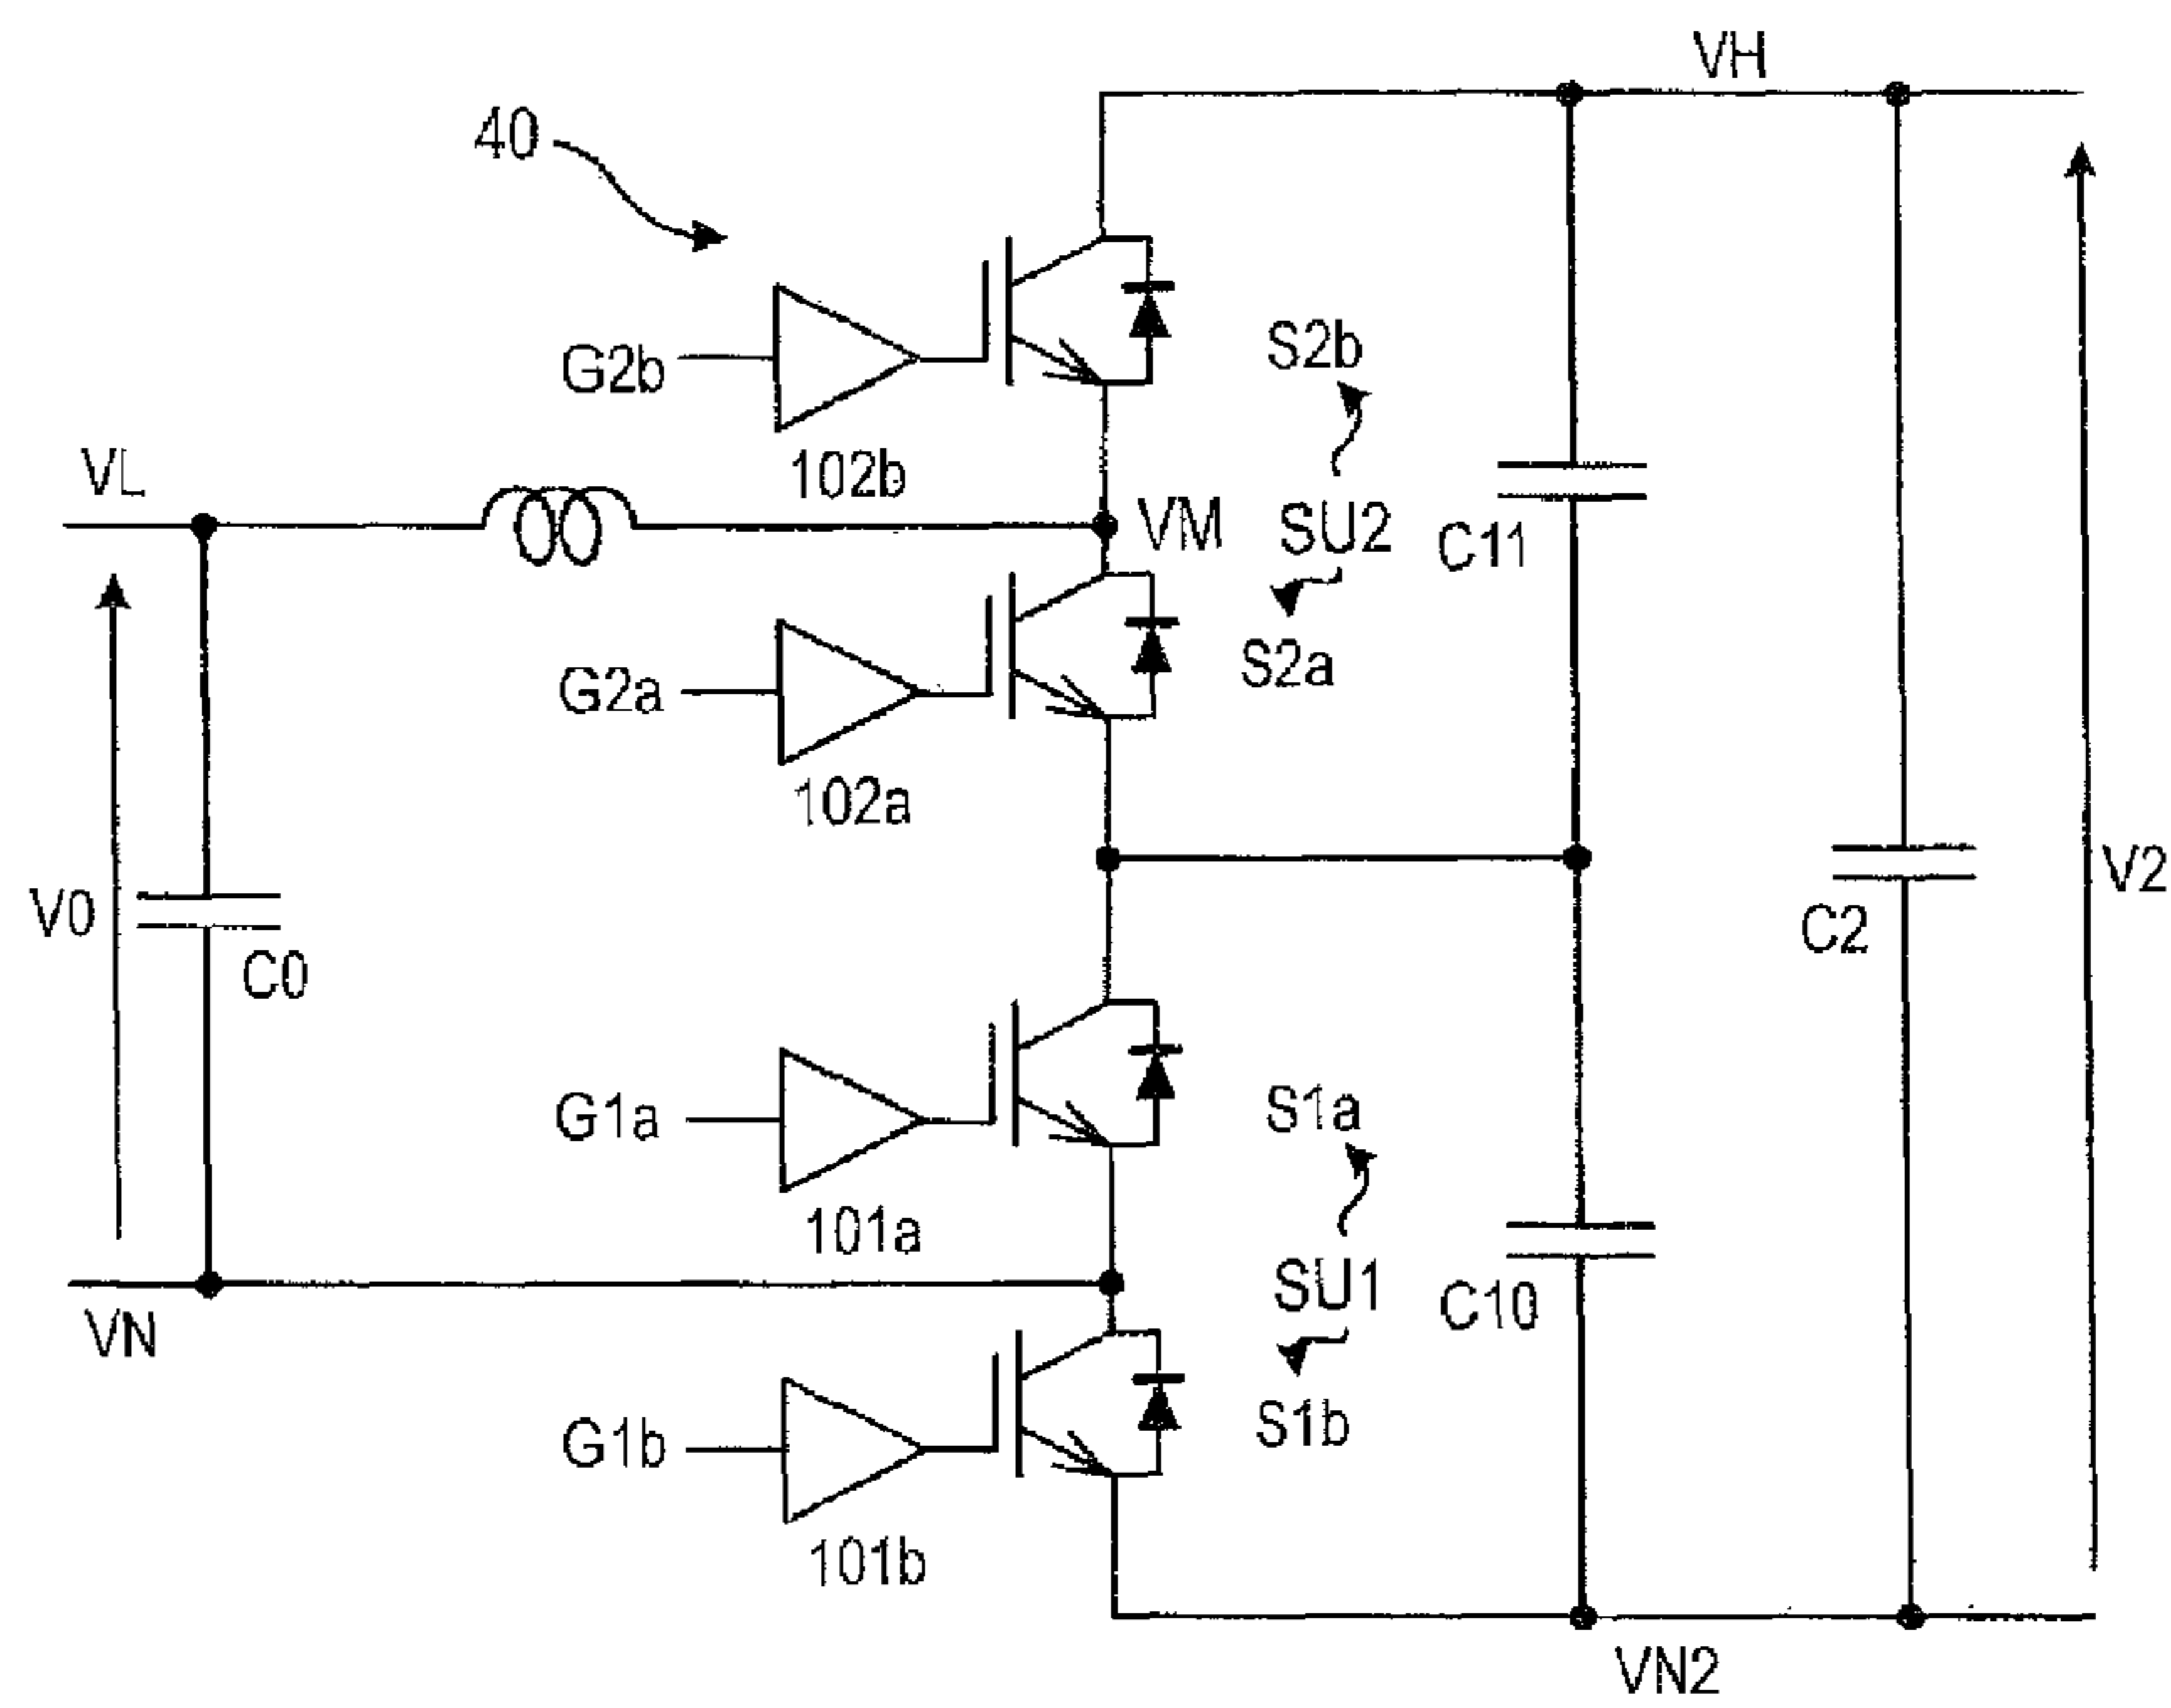 VH
40
S2b
G2b
102b
VL
VM
SU2
C11
S2a
G2a
102a
V2
V0
C2
C0
S1a
G1a
101a
SU1
C10
VN
S1b
G1b
101b
VN2